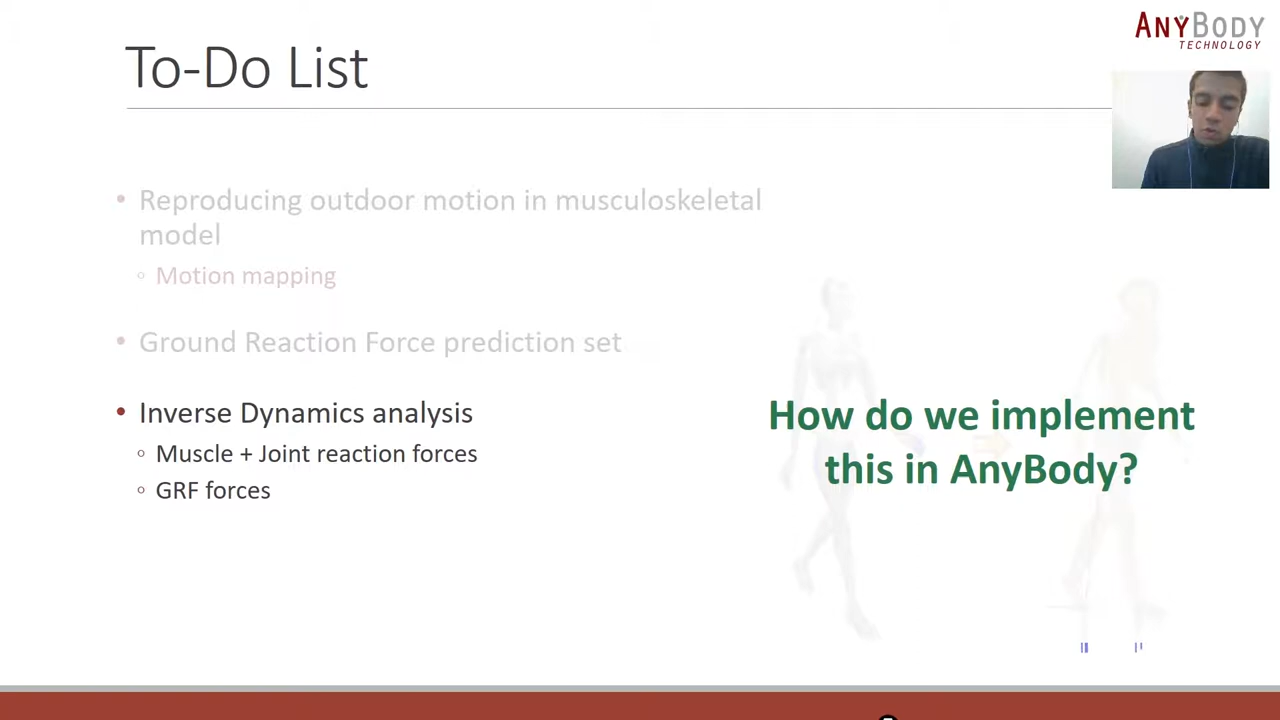 ANYBODY
TECHNOLOGY
To-Do List
• Reproducing outdoor motion in musculoskeletal
model
◦ Motion mapping
• Ground Reaction Force prediction set
• Inverse Dynamics analysis
◦ Muscle + Joint reaction forces
◦ GRF forces
How do we implement
this in AnyBody?